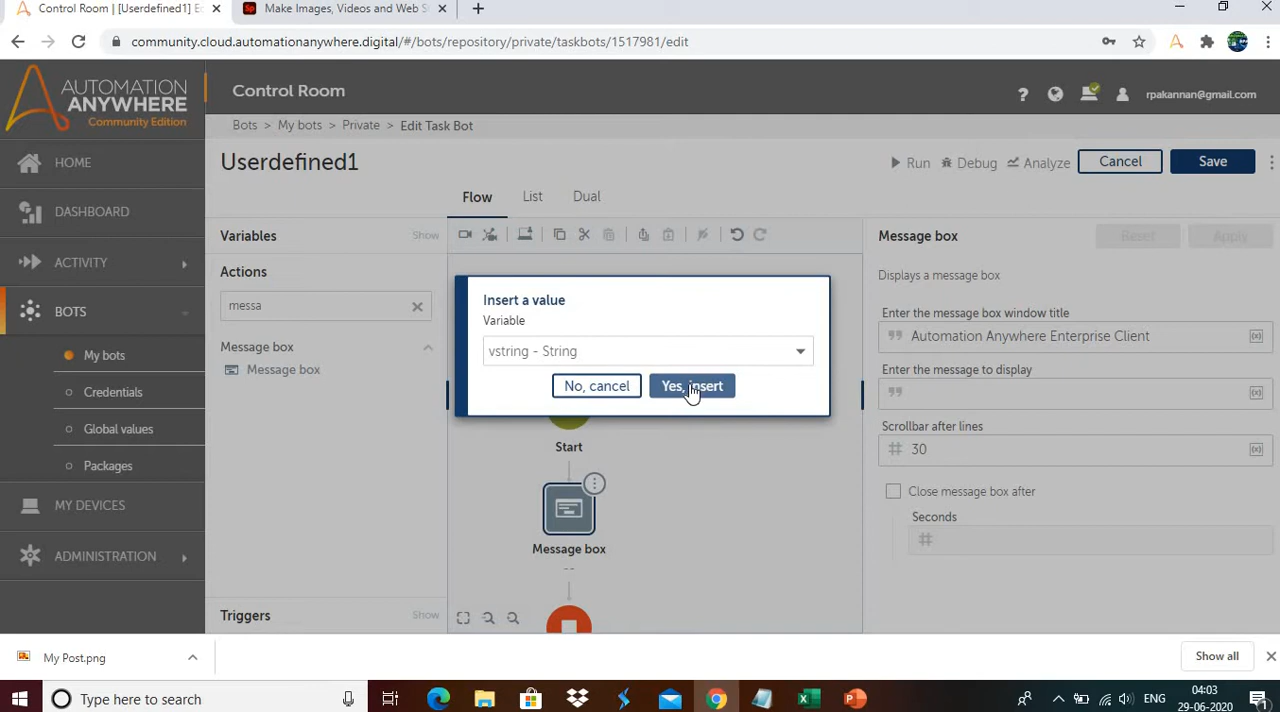 Control Room | [Userdefined1] E
Make Images, Videos and Web S
community.cloud.automationanywhere.digital/#/bots/repository/private/taskbots/1517981/edit
AUTOMATION
ANYWHERE
Community Edition
Control Room
rpakannan@gmail.com
Bots > My bots > Private > Edit Task Bot
HOME
Userdefined1
Run
Debug
Analyze
Cancel
Save
DASHBOARD
Flow
List
Dual
Variables
Show
Message box
Reset
Apply
ACTIVITY
Actions
Displays a message box
messa
Insert a value
Variable
Enter the message box window title
BOTS
Automation Anywhere Enterprise Client
Message box
vstring - String
My bots
Message box
Enter the message to display
No, cancel
Yes, insert
Credentials
Scrollbar after lines
Global values
Start
30
Packages
Close message box after
MY DEVICES
Seconds
Message box
--
ADMINISTRATION
Triggers
Show
My Post.png
Show all
Type here to search
ENG
04:03
29-06-2020
1